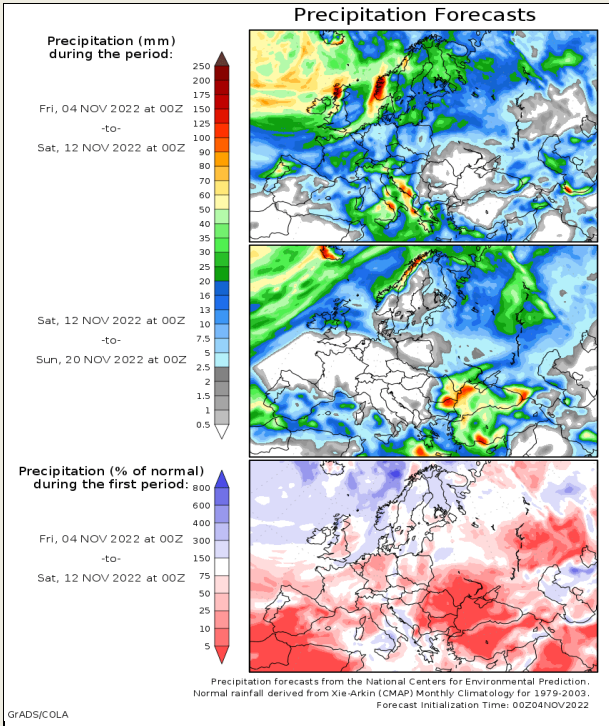 Precipitation Forecasts
Precipitation (mm)
during the period:
Fri, 04 NOV 2022 at 00Z
-to-
Sat, 12 NOV 2022 at 00Z
250
200
175
150
125
100
90
80
70
60
50
40
35
30
25
20
16
13
10
7.5
5
2.5
2
1.5
1
0.5
Sat, 12 NOV 2022 at 00Z
-to-
Sun, 20 NOV 2022 at 00Z
Precipitation (% of normal)
during the first period:
Fri, 04 NOV 2022 at 00Z
-to-
Sat, 12 NOV 2022 at 00Z
800
600
400
300
150
75
50
25
10
5
Precipitation forecasts from the National Centers for Environmental Prediction.
Normal rainfall derived from Xie-Arkin (CMAP) Monthly Climatology for 1979-2003.
Forecast Initialization Time: 00Z04NOV2022
GrADS/COLA